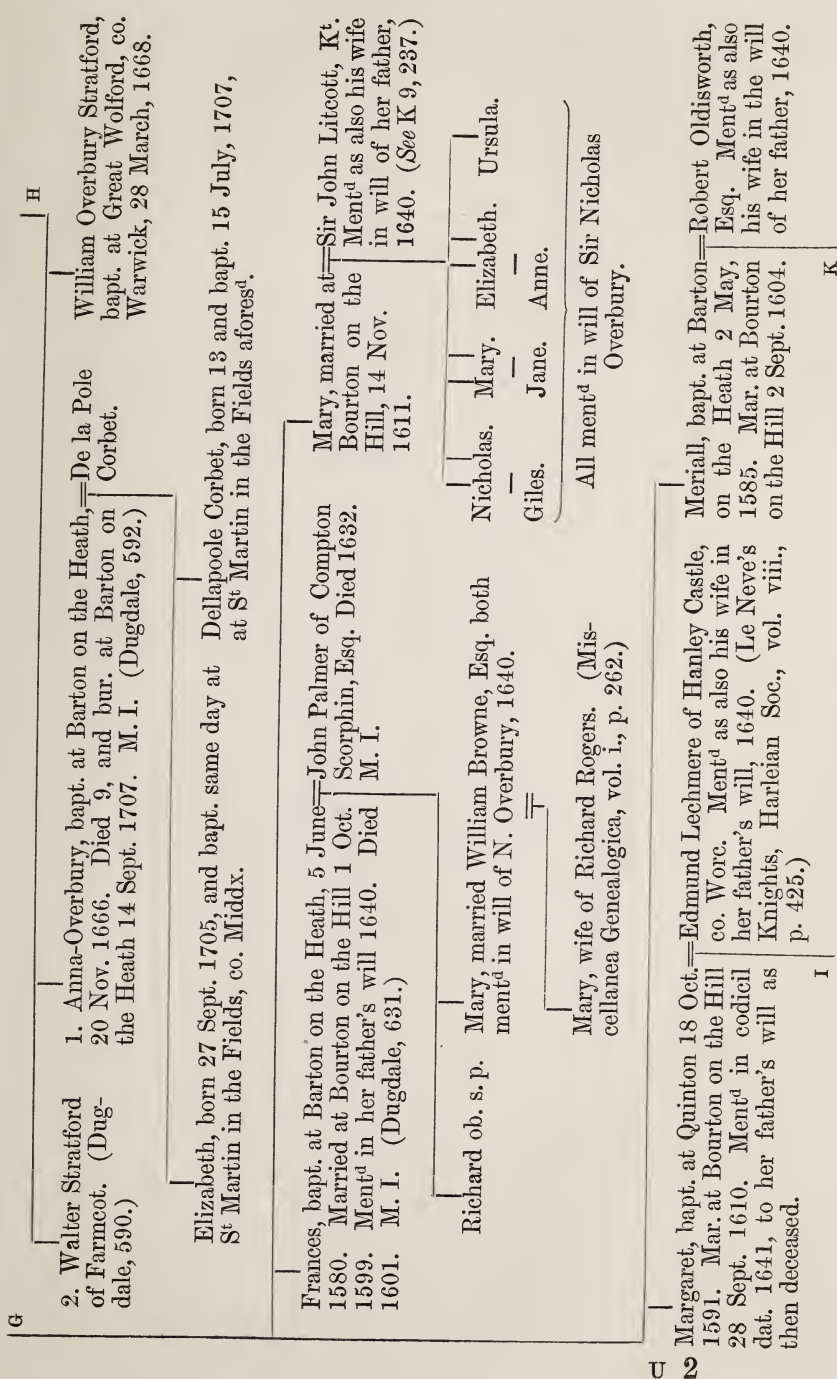 G
H
2. Walter Stratford
of Farmcot. (Dug-
dale, 590.)
1. Anna-Overbury, bapt. at Barton on the Heath,
20 Nov. 1666. Died 9, and bur. at Barton on
the Heath 14 Sept. 1707. M. I. (Dugdale, 592.)
=De la Pole
Corbet.
William Overbury Stratford,
bapt. at Great Wolford, co.
Warwick, 28 March, 1668.
Elizabeth, born 27 Sept. 1705, and bapt. same day at
St Martin in the Fields, co. Middx.
Dellapoole Corbet, born 13 and bapt. 15 July, 1707,
at St Martin in the Fields aforesd.
Frances, bapt. at Barton on the Heath, 5 June
1580. Married at Bourton on the Hill 1 Oct.
1599. Mentd in her father's will 1640. Died
1601. M. I. (Dugdale, 631.)
=John Palmer of Compton
Scorphin, Esq. Died 1632.
M. I.
Mary, married at
Bourton on the
Hill, 14 Nov.
1611.
=Sir John Litcott, Kt.
Mentd as also his wife
in will of her father,
1640. (See K 9, 237.)
Richard ob. s. p.
Mary, married William Browne, Esq. both
mentd in will of N. Overbury, 1640.
=
Mary, wife of Richard Rogers. (Mis-
cellanea Genealogica, vol. i., p. 262.)
Nicholas. Mary. Elizabeth. Ursula.
— — —
Giles. Jane. Anne.
All mentd in will of Sir Nicholas
Overbury.
Margaret, bapt. at Quinton 18 Oct.
1591. Mar. at Bourton on the Hill
28 Sept. 1610. Mentd in codicil
dat. 1641, to her father's will as
then deceased.
=Edmund Lechmere of Hanley Castle,
co. Worc. Mentd as also his wife in
her father's will, 1640. (Le Neve's
Knights, Harleian Soc., vol. viii.,
p. 425.)
Meriall, bapt. at Barton
on the Heath 2 May,
1585. Mar. at Bourton
on the Hill 2 Sept. 1604.
=Robert Oldisworth,
Esq. Mentd as also
his wife in the will
of her father, 1640.
I
K
U 2